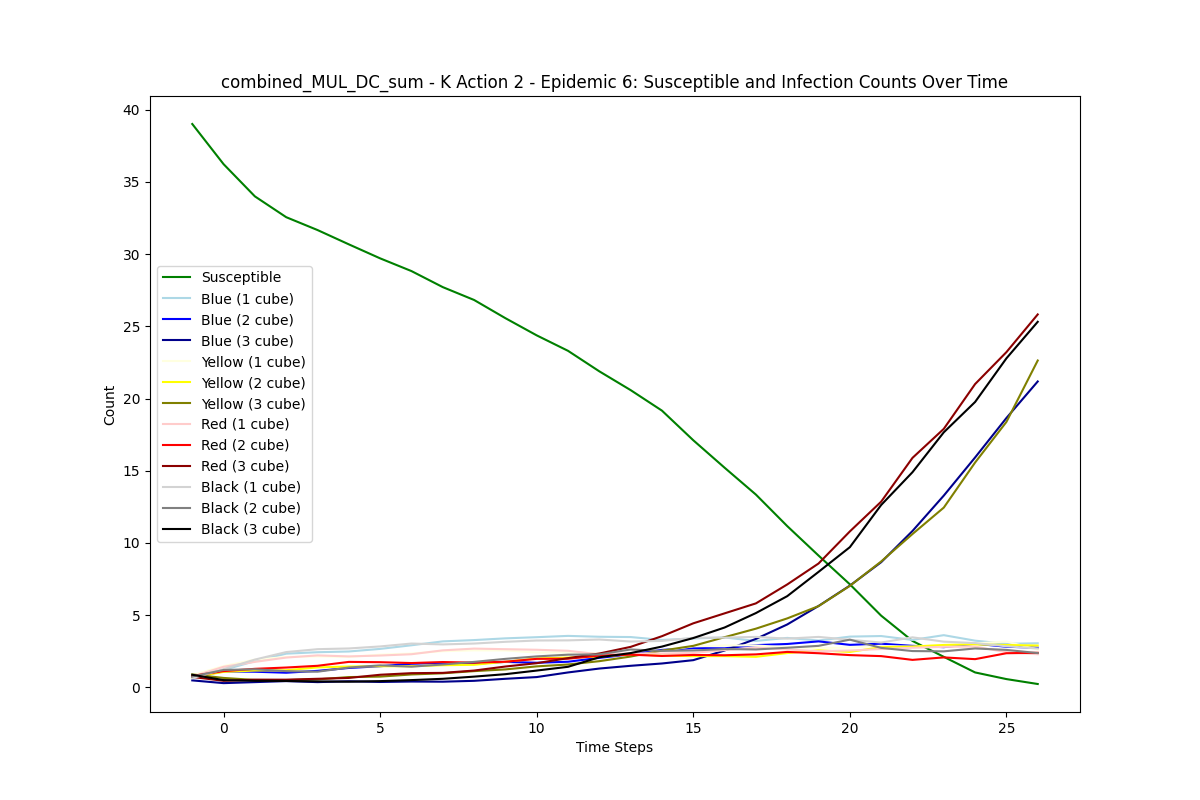 combined_MUL_DC_sum - K Action 2 - Epidemic 6: Susceptible and Infection Counts Over Time
40
35
30
25
20
15
10
5
0
Count
Susceptible
Blue (1 cube)
Blue (2 cube)
Blue (3 cube)
Yellow (1 cube)
Yellow (2 cube)
Yellow (3 cube)
Red (1 cube)
Red (2 cube)
Red (3 cube)
Black (1 cube)
Black (2 cube)
Black (3 cube)
0 5 10 15 20 25
Time Steps